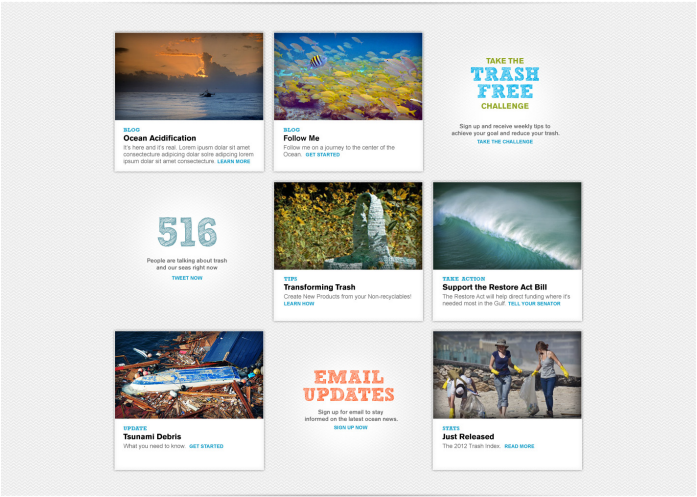 BLOG
Ocean Acidification
It's here and it's real. Lorem ipusm dolar sit amet
consectecture adipicing dolar solre adipcing lorem
ipsum dolar sit amet consectecture LEARN MORE
BLOG
Follow Me
Follow me on a journey to the center of the
Ocean. GET STARTED
TAKE THE
TRASH
FREE
CHALLENGE
Sign up and receive weekly tips to
achieve your goal and reduce your trash.
TAKE THE CHALLENGE
516
People are talking about trash
and our seas right now
TWEET NOW
TIPS
Transforming Trash
Create New Products from your Non-recyclables!
LEARN HOW
TAKE ACTION
Support the Restore Act Bill
The Restore Act will help direct funding where it's
needed most in the Gulf. TELL YOUR SENATOR
UPDATE
Tsunami Debris
What you need to know. GET STARTED
EMAIL
UPDATES
Sign up for email to stay
informed on the latest ocean news.
SIGN UP NOW
STATS
Just Released
The 2012 Trash Index. READ MORE